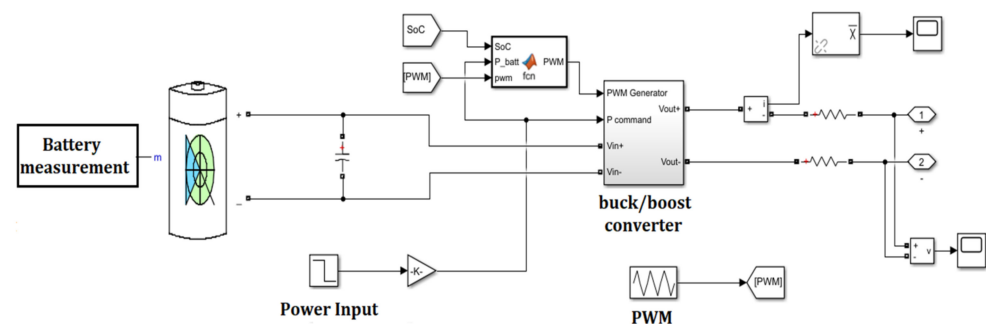 SoC
[PWM]
SoC
P_batt
pwm
PWM
fcn
Battery
measurement
m
+
_
+
PWM Generator
P command
Vin+
Vin-
Vout+
Vout-
buck/boost
converter
+
i
-
X
+
+
1
+
2
-
+
-
v
-K-
Power Input
PWM
[PWM]